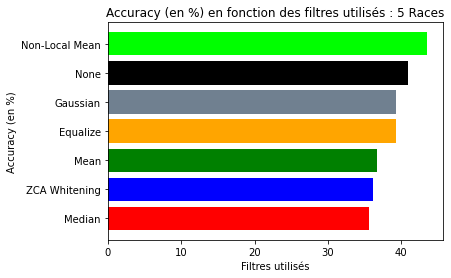 Accuracy (en %) en fonction des filtres utilisés : 5 Races
Accuracy (en %)
Non-Local Mean
None
Gaussian
Equalize
Mean
ZCA Whitening
Median
0 10 20 30 40
Filtres utilisés